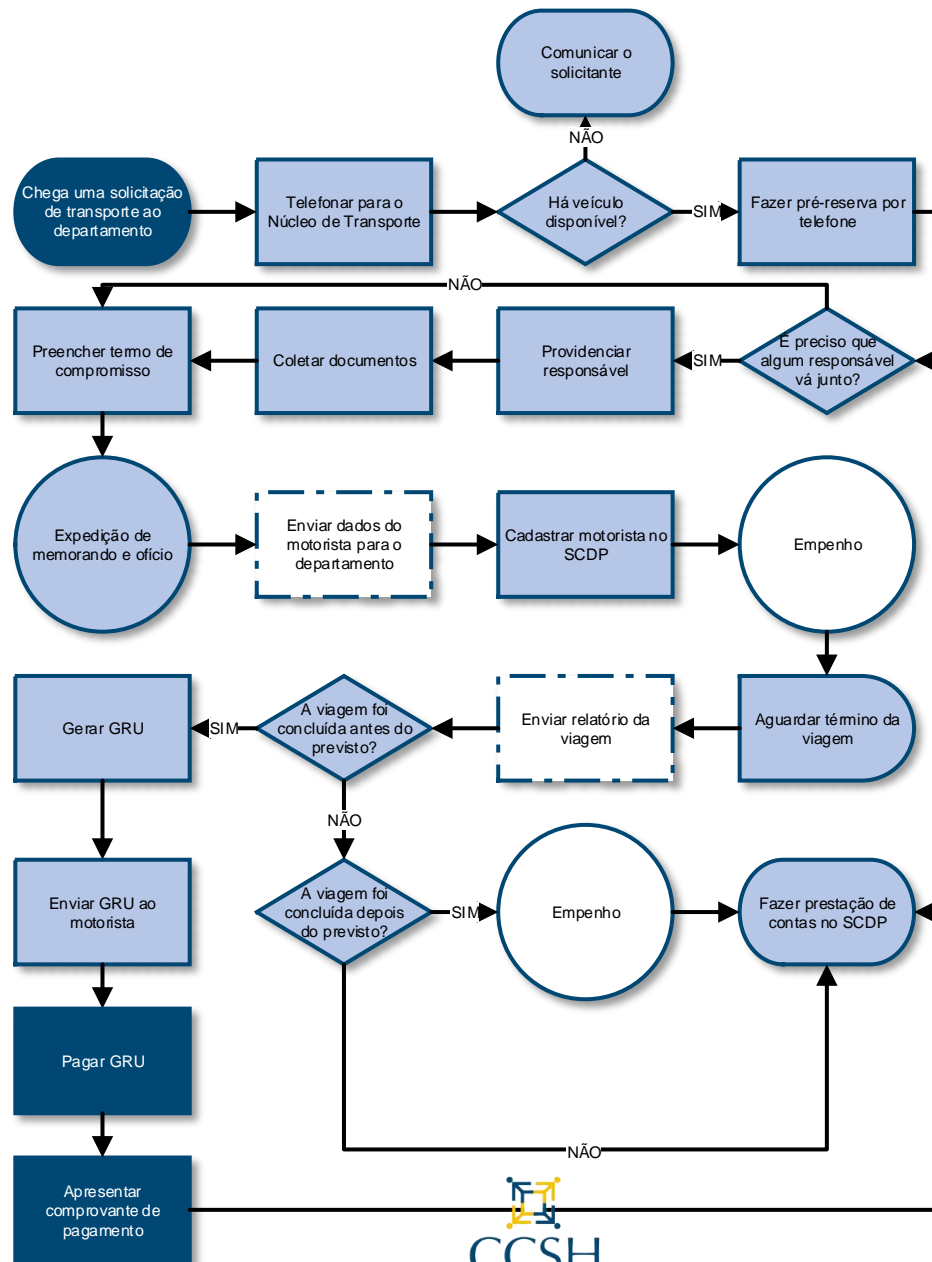 Comunicar o
solicitante
NÃO
Chega uma solicitação
de transporte ao
departamento
Telefonar para o
Núcleo de Transporte
Há veículo
disponível?
SIM
Fazer pré-reserva por
telefone
NÃO
Preencher termo de
compromisso
Coletar documentos
Providenciar
responsável
SIM
É preciso que
algum responsável
vá junto?
Expedição de
memorando e ofício
Enviar dados do
motorista para o
departamento
Cadastrar motorista no
SCDP
Empenho
Gerar GRU
SIM
A viagem foi
concluída antes do
previsto?
Enviar relatório da
viagem
Aguardar término da
viagem
NÃO
Enviar GRU ao
motorista
A viagem foi
concluída depois
do previsto?
SIM
Empenho
Fazer prestação de
contas no SCDP
Pagar GRU
NÃO
Apresentar
comprovante de
pagamento
CCSH